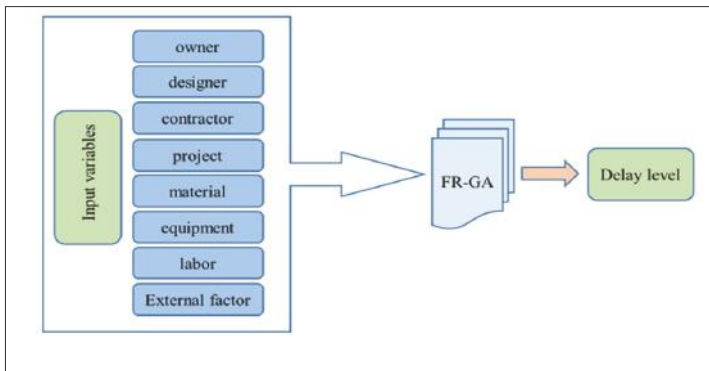 Input variables
owner
designer
contractor
project
material
equipment
labor
External factor
FR-GA
Delay level